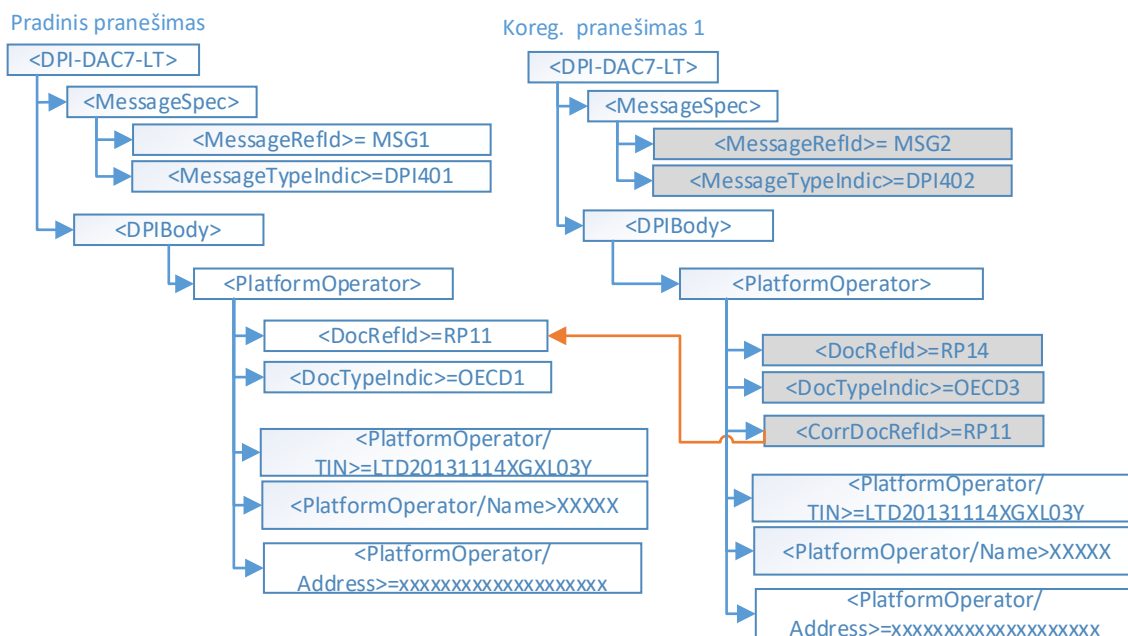 Pradinis pranešimas
<DPI-DAC7-LT>
<MessageSpec>
<MessageRefId>= MSG1
<MessageTypeIndic>=DPI401
<DPIBody>
<PlatformOperator>
<DocRefId>=RP11
<DocTypeIndic>=OECD1
<PlatformOperator/
TIN>=LTD20131114XGXL03Y
<PlatformOperator/Name>XXXXX
<PlatformOperator/
Address>=xxxxxxxxxxxxxxxxxxxx
Koreg. pranešimas 1
<DPI-DAC7-LT>
<MessageSpec>
<MessageRefId>= MSG2
<MessageTypeIndic>=DPI402
<DPIBody>
<PlatformOperator>
<DocRefId>=RP14
<DocTypeIndic>=OECD3
<CorrDocRefId>=RP11
<PlatformOperator/
TIN>=LTD20131114XGXL03Y
<PlatformOperator/Name>XXXXX
<PlatformOperator/
Address>=xxxxxxxxxxxxxxxxxxxx